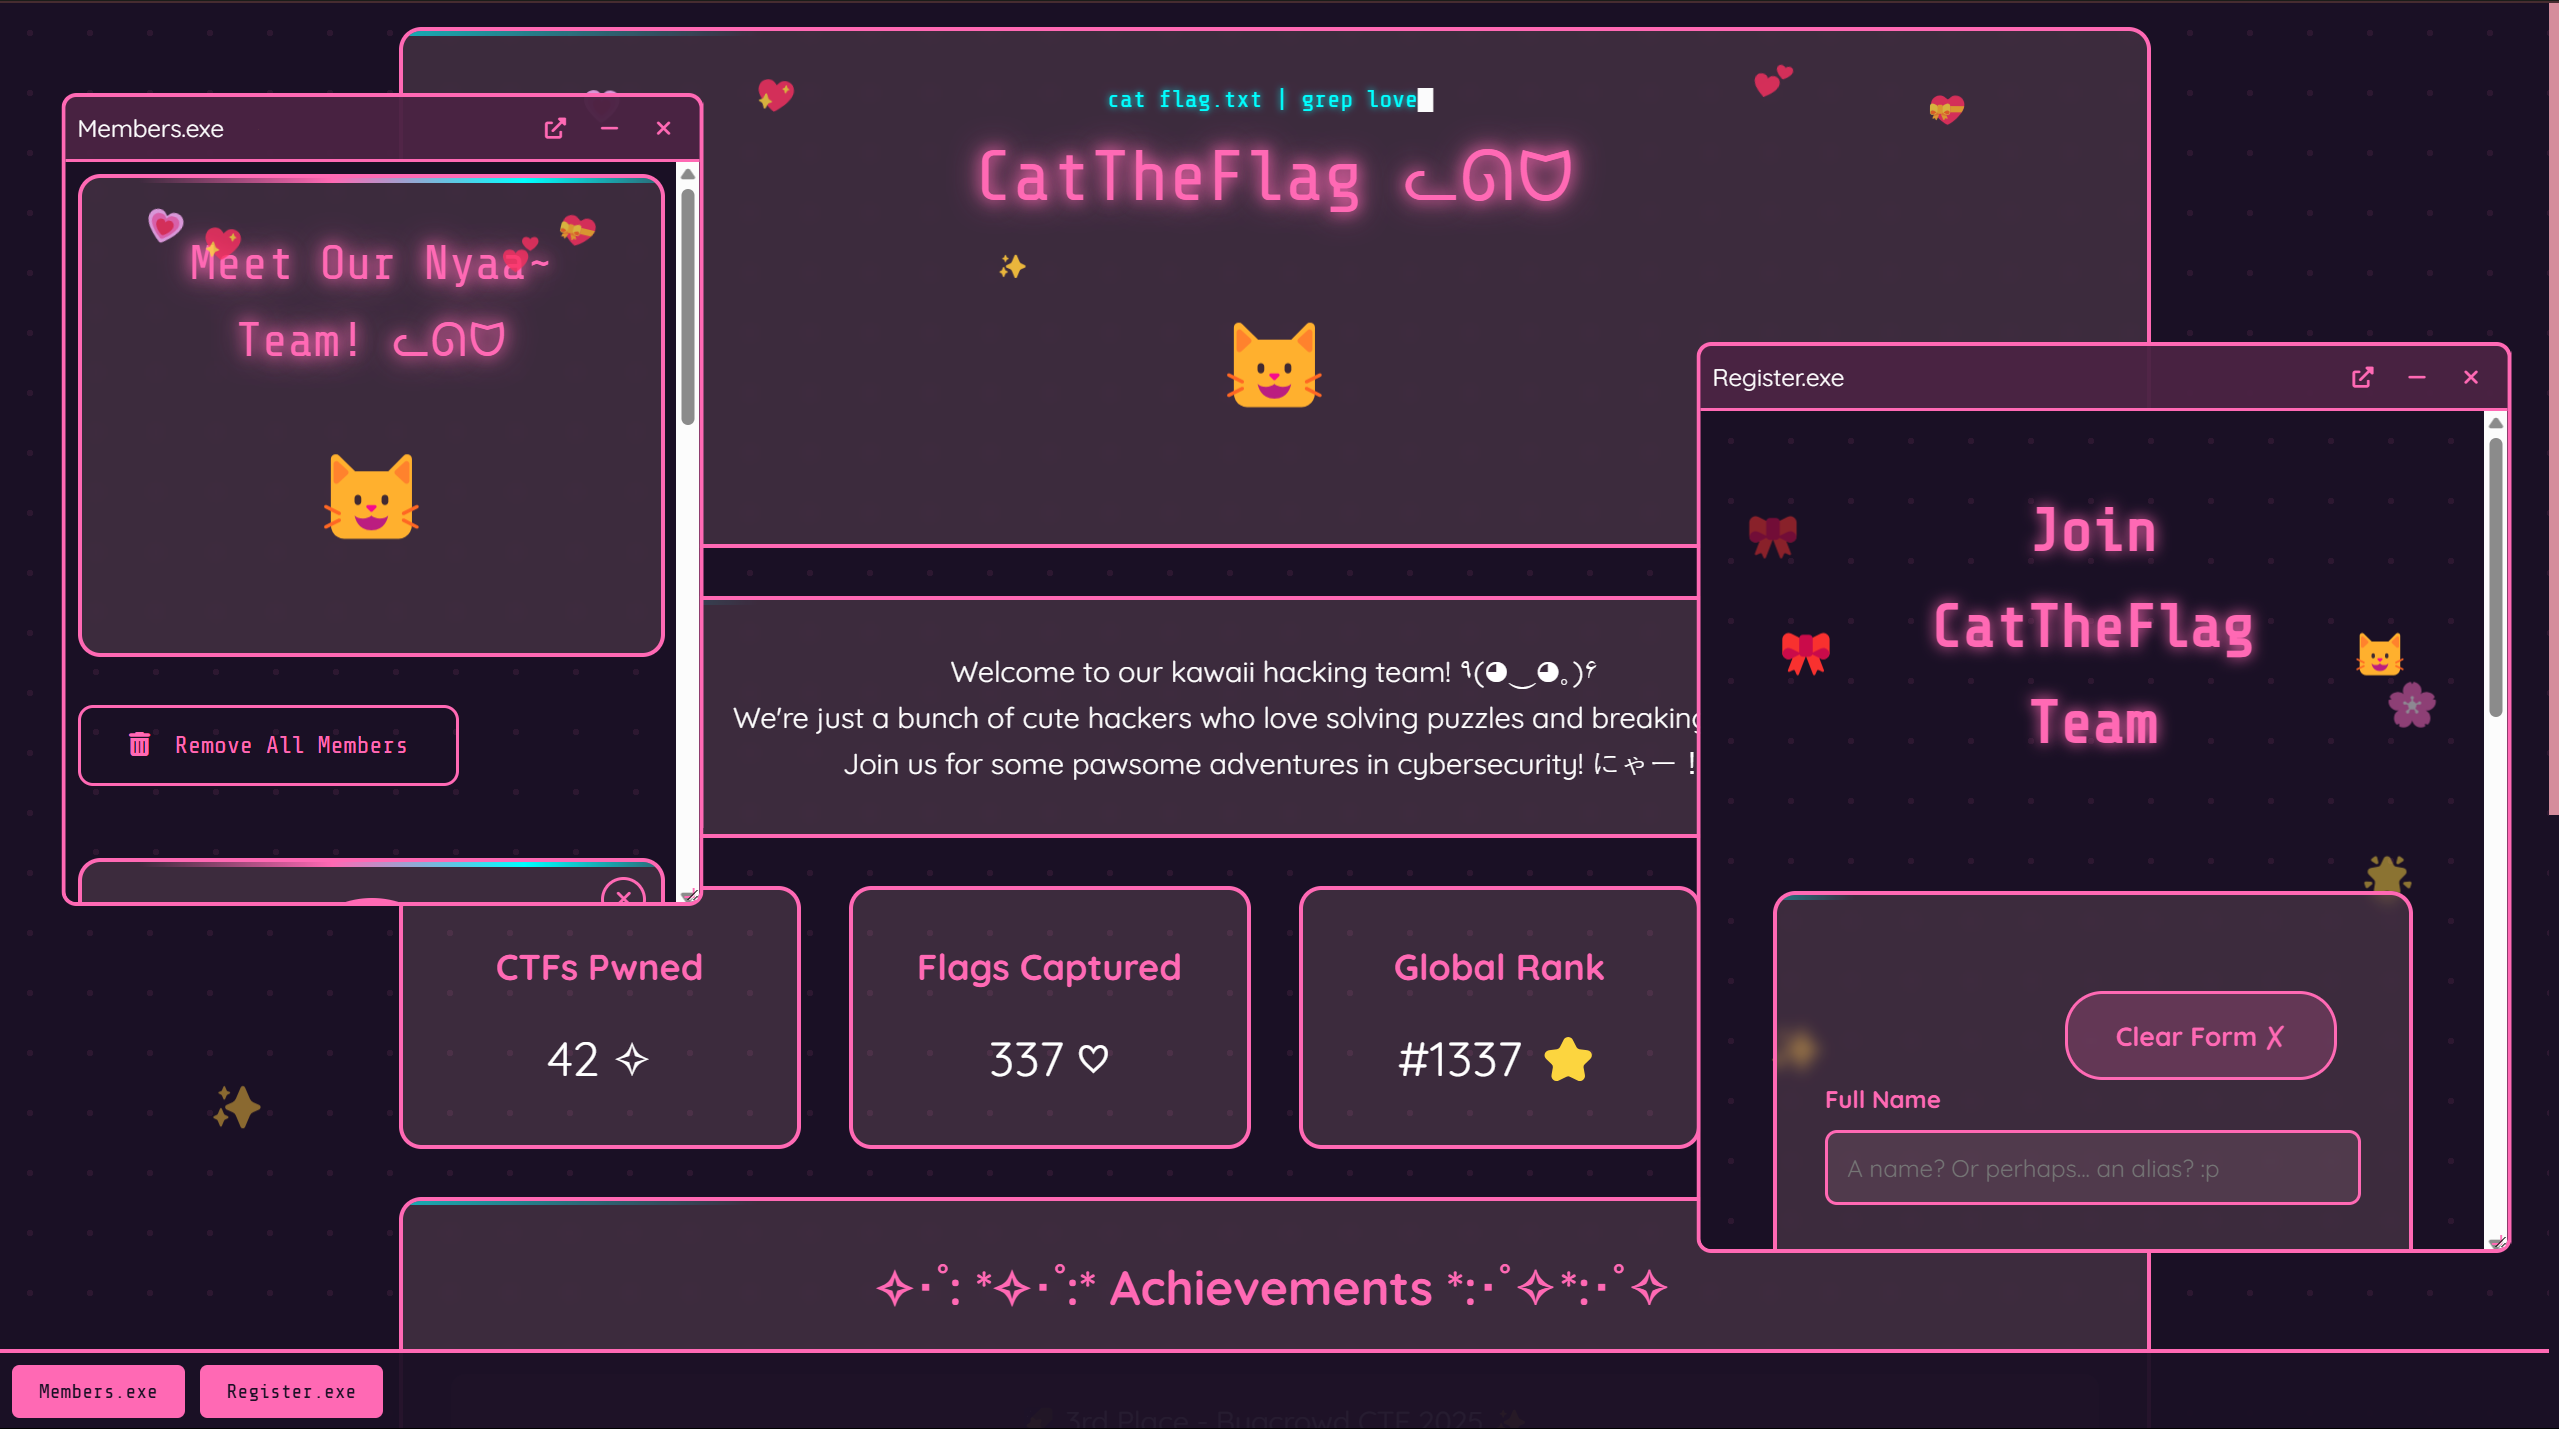 cat flag.txt | grep love
CatTheFlag ᓚᘏᗢ
Members.exe
Meet Our Nyaa~
Team! ᓚᘏᗢ
Remove All Members
Welcome to our kawaii hacking team! ٩(◕‿◕｡)۶
We're just a bunch of cute hackers who love solving puzzles and breaking
Join us for some pawsome adventures in cybersecurity! にゃー！
CTFs Pwned
42 ✧
Flags Captured
337 ♡
Global Rank
#1337 ⭐
✧･ﾟ: *✧･ﾟ:* Achievements *:･ﾟ✧*:･ﾟ✧
3rd Place - Bugcrowd CTF 2025
Register.exe
Join
CatTheFlag
Team
Clear Form ✗
Full Name
A name? Or perhaps... an alias? :p
Members.exe
Register.exe